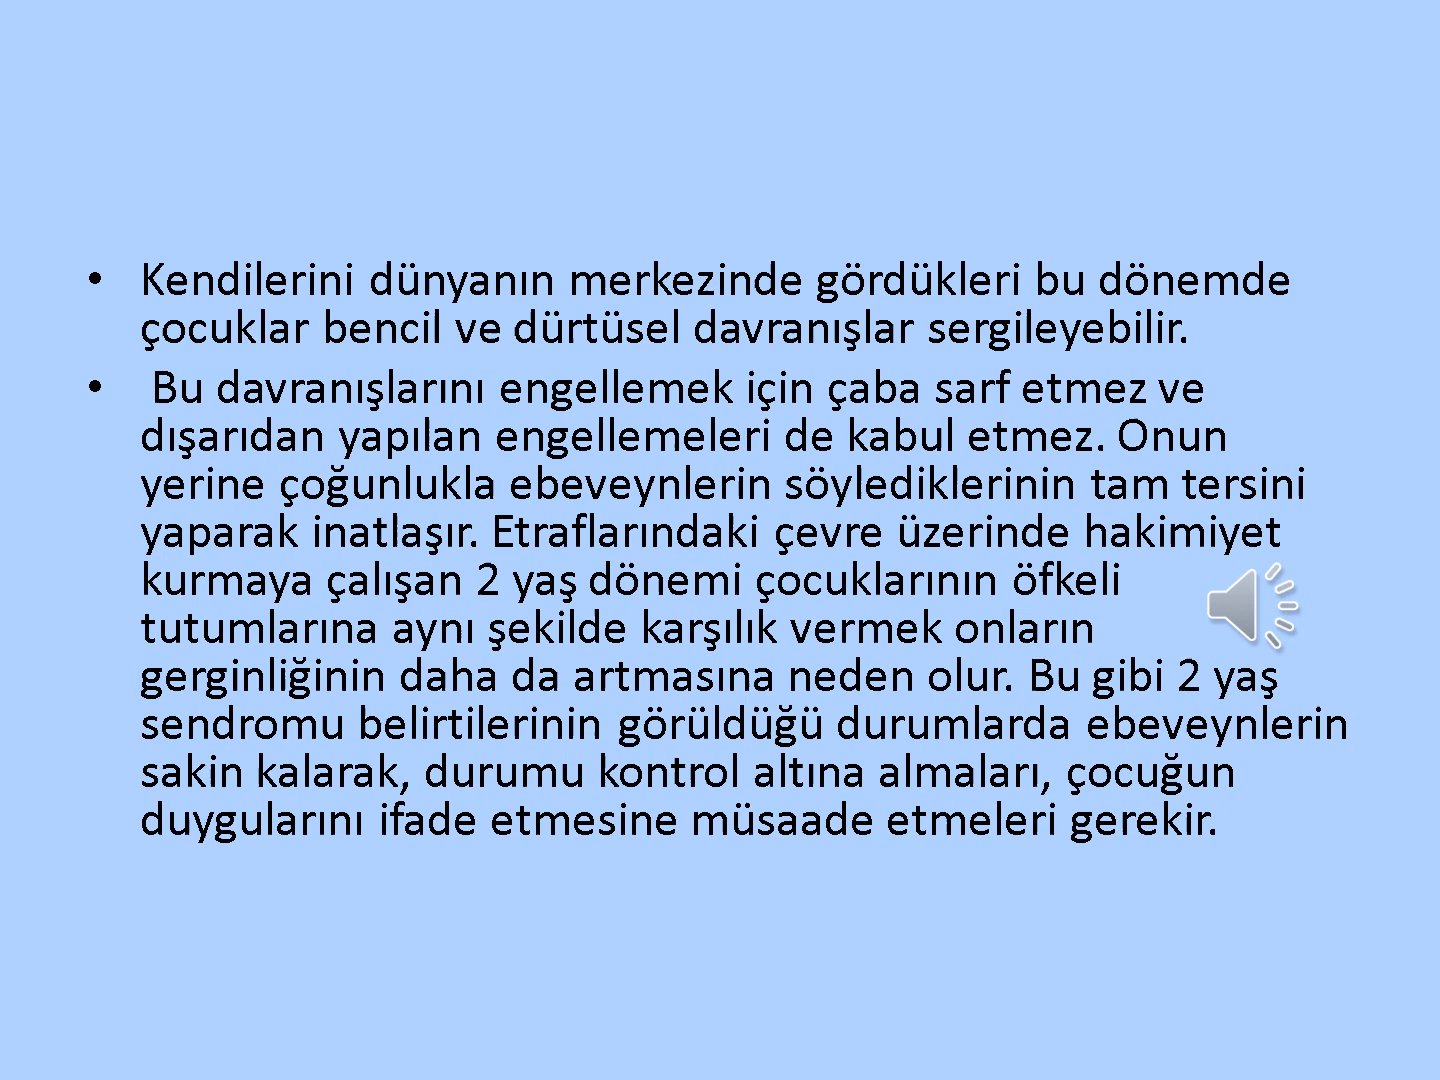 • Kendilerini dünyanın merkezinde gördükleri bu dönemde
çocuklar bencil ve dürtüsel davranışlar sergileyebilir.
• Bu davranışlarını engellemek için çaba sarf etmez ve
dışarıdan yapılan engellemeleri de kabul etmez. Onun
yerine çoğunlukla ebeveynlerin söylediklerinin tam tersini
yaparak inatlaşır. Etraflarındaki çevre üzerinde hakimiyet
kurmaya çalışan 2 yaş dönemi çocuklarının öfkeli
tutumlarına aynı şekilde karşılık vermek onların
gerginliğinin daha da artmasına neden olur. Bu gibi 2 yaş
sendromu belirtilerinin görüldüğü durumlarda ebeveynlerin
sakin kalarak, durumu kontrol altına almaları, çocuğun
duygularını ifade etmesine müsaade etmeleri gerekir.